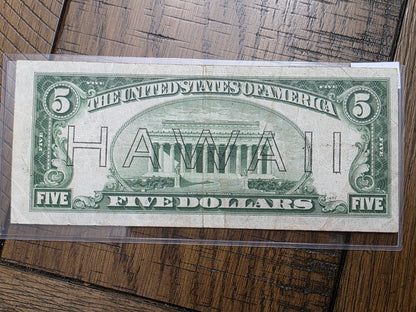 5 THE UNITED STATES OF AMERICA 5
HAWAII
FIVE FIVE DOLLARS FIVE